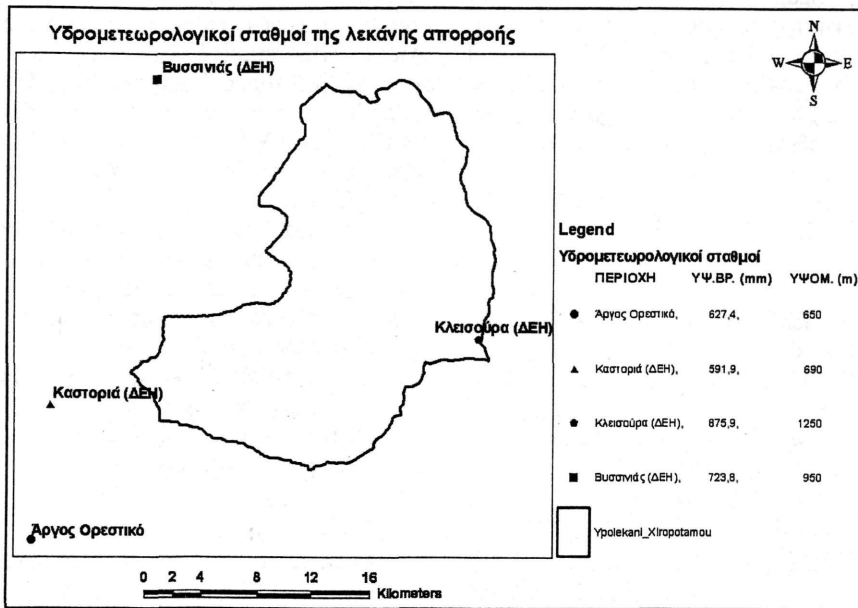 Υδρομετεωρολογικοί σταθμοί της λεκάνης απορροής
N
W E
S
Βυσσινιάς (ΔΕΗ)
Κλεισούρα (ΔΕΗ)
Καστοριά (ΔΕΗ)
Άργος Ορεστικό
0 2 4 8 12 16
Kilometers
Legend
Υδρομετεωρολογικοί σταθμοί
ΠΕΡΙΟΧΗ ΥΨ.ΒΡ. (mm) ΥΨΟΜ. (m)
Άργος Ορεστικό, 627,4, 650
Καστοριά (ΔΕΗ), 591,9, 690
Κλεισούρα (ΔΕΗ), 875,9, 1250
Βυσσινιάς (ΔΕΗ), 723,8, 950
Ypolekani_Xiropotamou